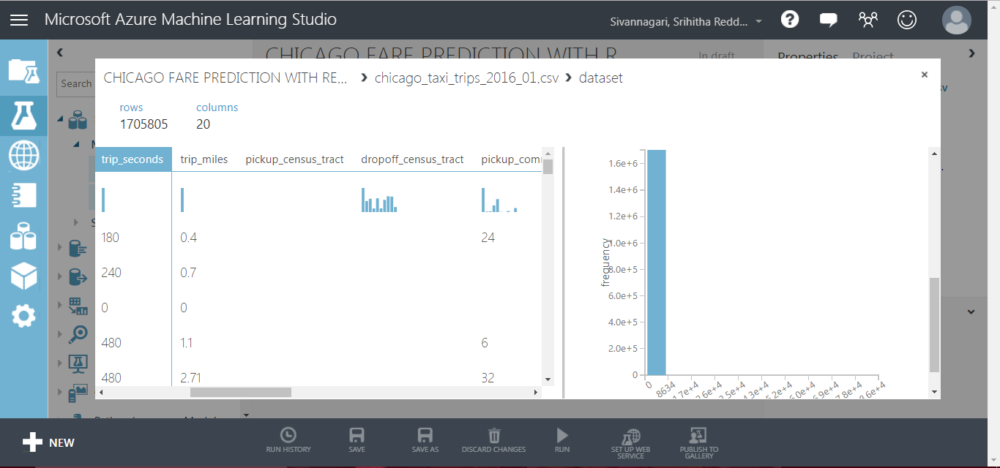 Microsoft Azure Machine Learning Studio
Sivannagari, Srihitha Redd...
CHICAGO FARE PREDICTION WITH R
In draft
Properties Project
Search
CHICAGO FARE PREDICTION WITH RE... › chicago_taxi_trips_2016_01.csv › dataset
rows columns
1705805 20
trip_seconds trip_miles pickup_census_tract dropoff_census_tract pickup_comm
180 0.4 24
240 0.7
0 0
480 1.1 6
480 2.71 32
frequency
1.6e+6
1.4e+6
1.2e+6
1.0e+6
8.0e+5
6.0e+5
4.0e+5
2.0e+5
0
0 8634 1.7e+4 2.6e+4 3.5e+4 4.3e+4 5.2e+4 6.0e+4 6.9e+4 7.8e+4 8.6e+4
NEW
RUN HISTORY
SAVE
SAVE AS
DISCARD CHANGES
RUN
SET UP WEB
SERVICE
PUBLISH TO
GALLERY